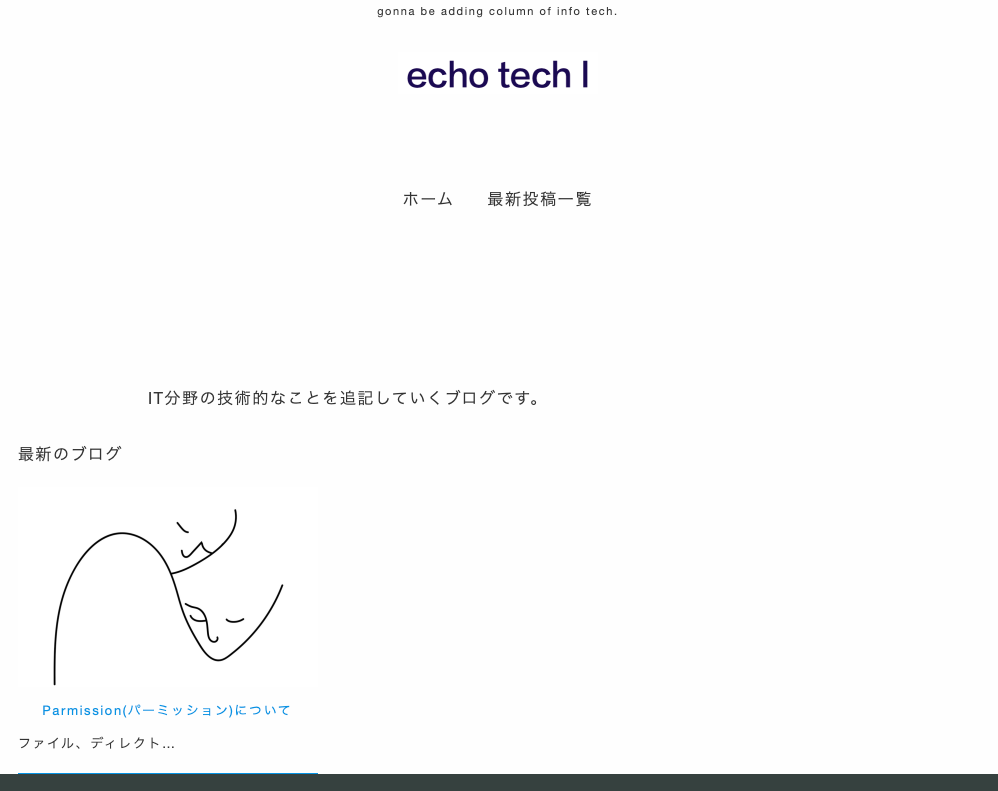 gonna be adding column of info tech.
echo tech l
ホーム 最新投稿一覧
IT分野の技術的なことを追記していくブログです。
最新のブログ
Parmission(パーミッション)について
ファイル、ディレクト...